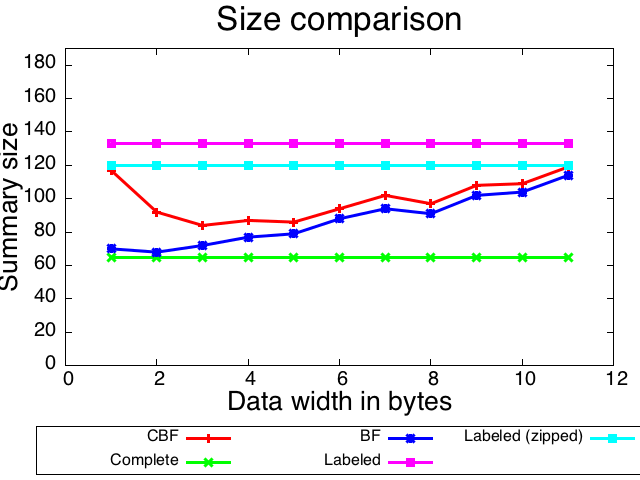 Size comparison
180
160
140
120
100
80
60
40
20
0
Summary size
0 2 4 6 8 10 12
Data width in bytes
CBF BF Labeled (zipped)
Complete Labeled